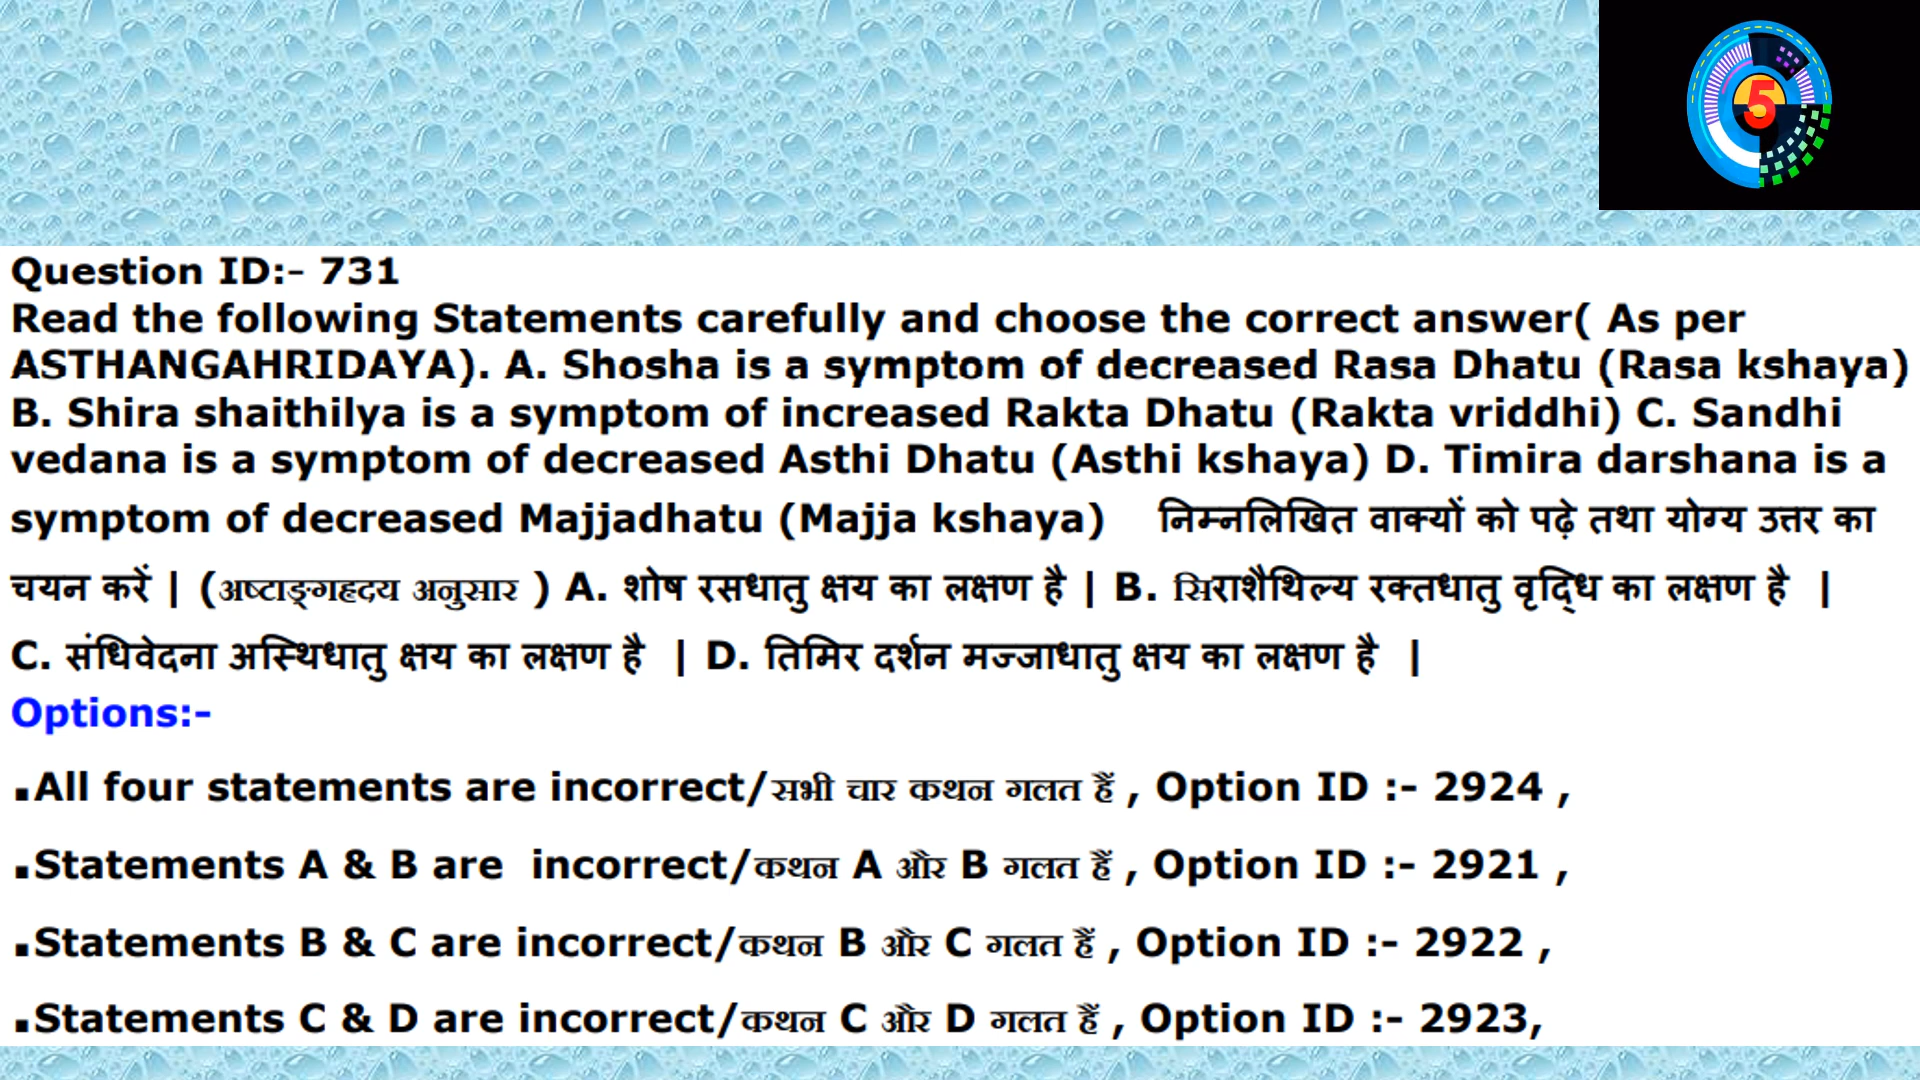 5
Question ID:- 731
Read the following Statements carefully and choose the correct answer( As per
ASTHANGAHRIDAYA). A. Shosha is a symptom of decreased Rasa Dhatu (Rasa kshaya)
B. Shira shaithilya is a symptom of increased Rakta Dhatu (Rakta vriddhi) C. Sandhi
vedana is a symptom of decreased Asthi Dhatu (Asthi kshaya) D. Timira darshana is a
symptom of decreased Majjadhatu (Majja kshaya) निम्नलिखित वाक्यों को पढ़े तथा योग्य उत्तर का
चयन करें | (अष्टाङ्गहृदय अनुसार ) A. शोष रसधातु क्षय का लक्षण है | B. सिराशैथिल्य रक्तधातु वृद्धि का लक्षण है |
C. संधिवेदना अस्थिधातु क्षय का लक्षण है | D. तिमिर दर्शन मज्जाधातु क्षय का लक्षण है |
Options:-
▪All four statements are incorrect/सभी चार कथन गलत हैं , Option ID :- 2924 ,
▪Statements A & B are incorrect/कथन A और B गलत हैं , Option ID :- 2921 ,
▪Statements B & C are incorrect/कथन B और C गलत हैं , Option ID :- 2922 ,
▪Statements C & D are incorrect/कथन C और D गलत हैं , Option ID :- 2923,